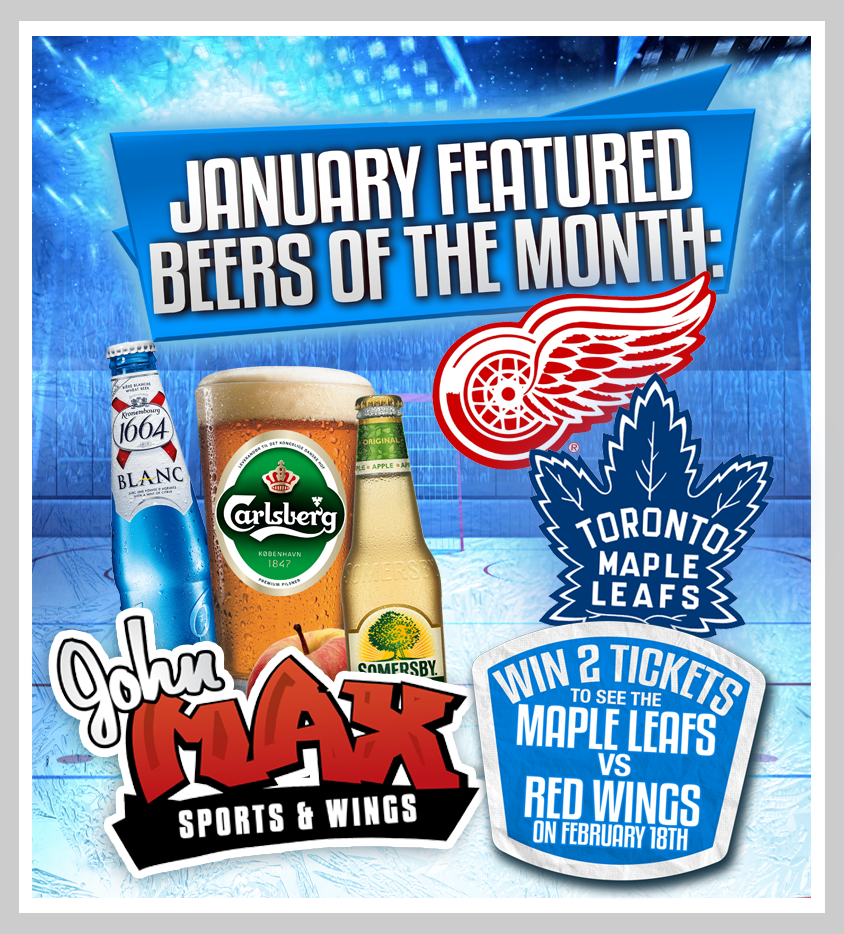 JANUARY FEATURED
BEERS OF THE MONTH:
Kronenbourg
1664
BLANC
Carlsberg
KØBENHAVN
1847
PREMIUM PILSNER
ORIGINAL
APPLE
SOMERSBY
SOMERSBY.
®
TORONTO
MAPLE
LEAFS
John
MAX
SPORTS & WINGS
WIN 2 TICKETS
TO SEE THE
MAPLE LEAFS
VS
RED WINGS
ON FEBRUARY 18TH